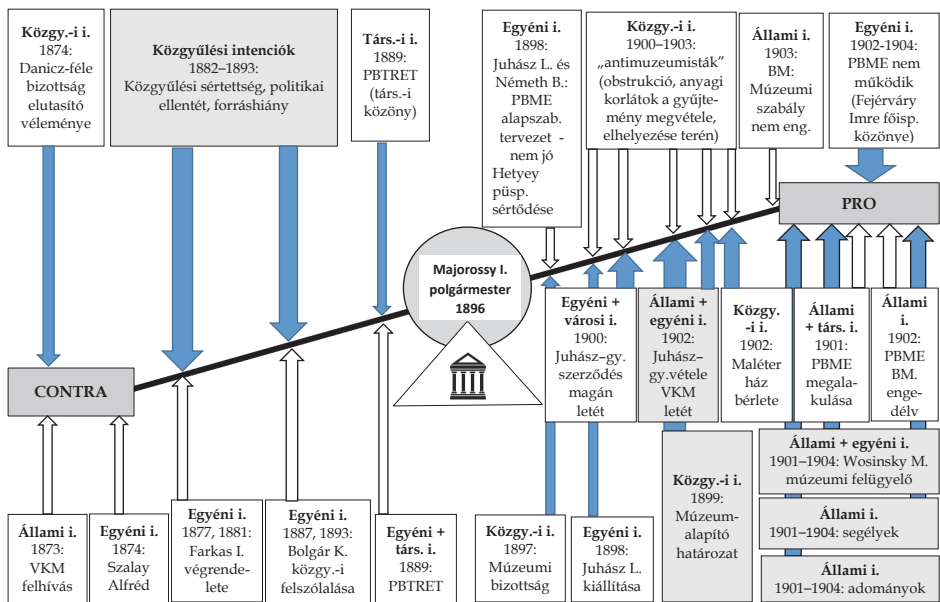 Közgy.-i i.
1874:
Danicz-féle
bizottság
elutasító
véleménye
Közgyűlési intenciók
1882–1893:
Közgyűlési sértettség, politikai
ellentét, forráshiány
Társ.-i i.
1889:
PBTRET
(társ.-i
közöny)
Egyéni i.
1898:
Juhász L. és
Németh B.:
PBME
alapszab.
tervezet -
nem jó
Hetyey
püsp.
sértődése
Közgy.-i i.
1900–1903:
„antimuzeumisták”
(obstrukció, anyagi
korlátok a gyűjte-
mény megvétele,
elhelyezése terén)
Állami i.
1903:
BM:
Múzeumi
szabály
nem eng.
Egyéni i.
1902-1904:
PBME nem
működik
(Fejérváry
Imre főisp.
közönye)
PRO
Majorossy I.
polgármester
1896
CONTRA
Egyéni +
városi i.
1900:
Juhász–gy.
szerződés
magán
letét
Állami +
egyéni i.
1902:
Juhász–
gy.vétele
VKM
letét
Közgy.
-i i.
1902:
Maléter
ház
bérlete
Állami
+ társ. i.
1901:
PBME
megala-
kulása
Állami
i.
1902:
PBME
BM.
enge-
délv
Állami i.
1873:
VKM
felhívás
Egyéni i.
1874:
Szalay
Alfréd
Egyéni i.
1877, 1881:
Farkas I.
végrende-
lete
Egyéni i.
1887, 1893:
Bolgár K.
közgy.-i
felszólalása
Egyéni +
társ. i.
1889:
PBTRET
Közgy.-i i.
1897:
Múzeumi
bizottság
Egyéni i.
1898:
Juhász L.
kiállítása
Közgy.-i i.
1899:
Múzeum-
alapító
határozat
Állami + egyéni i.
1901–1904: Wosinsky M.
múzeumi felügyelő
Állami i.
1901–1904: segélyek
Állami i.
1901–1904: adományok